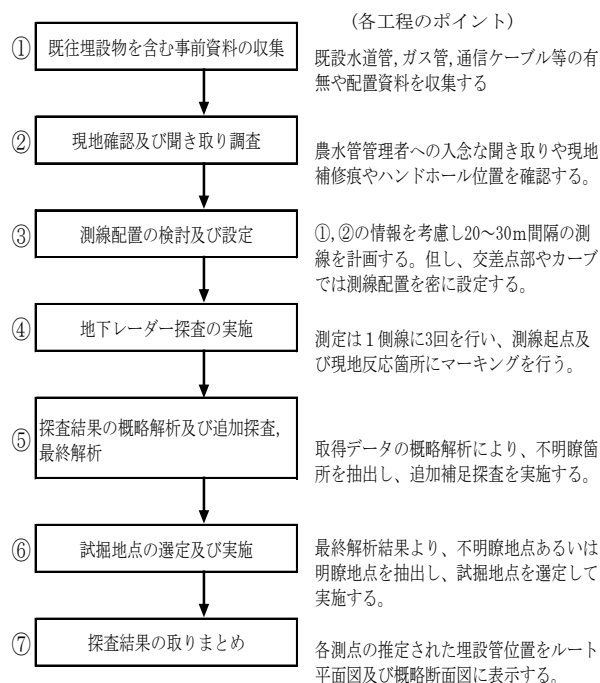 (各工程のポイント)
① 既往埋設物を含む事前資料の収集
既設水道管,ガス管,通信ケーブル等の有
無や配置資料を収集する
② 現地確認及び聞き取り調査
農水管管理者への入念な聞き取りや現地
補修痕やハンドホール位置を確認する。
③ 測線配置の検討及び設定
①,②の情報を考慮し20~30m間隔の測
線を計画する。但し、交差点部やカーブ
では測線配置を密に設定する。
④ 地下レーダー探査の実施
測定は1側線に3回を行い、測線起点及
び現地反応箇所にマーキングを行う。
⑤ 探査結果の概略解析及び追加探査,
最終解析
取得データの概略解析により、不明瞭箇
所を抽出し、追加補足探査を実施する。
⑥ 試掘地点の選定及び実施
最終解析結果より、不明瞭地点あるいは
明瞭地点を抽出し、試掘地点を選定して
実施する。
⑦ 探査結果の取りまとめ
各測点の推定された埋設管位置をルート
平面図及び概略断面図に表示する。